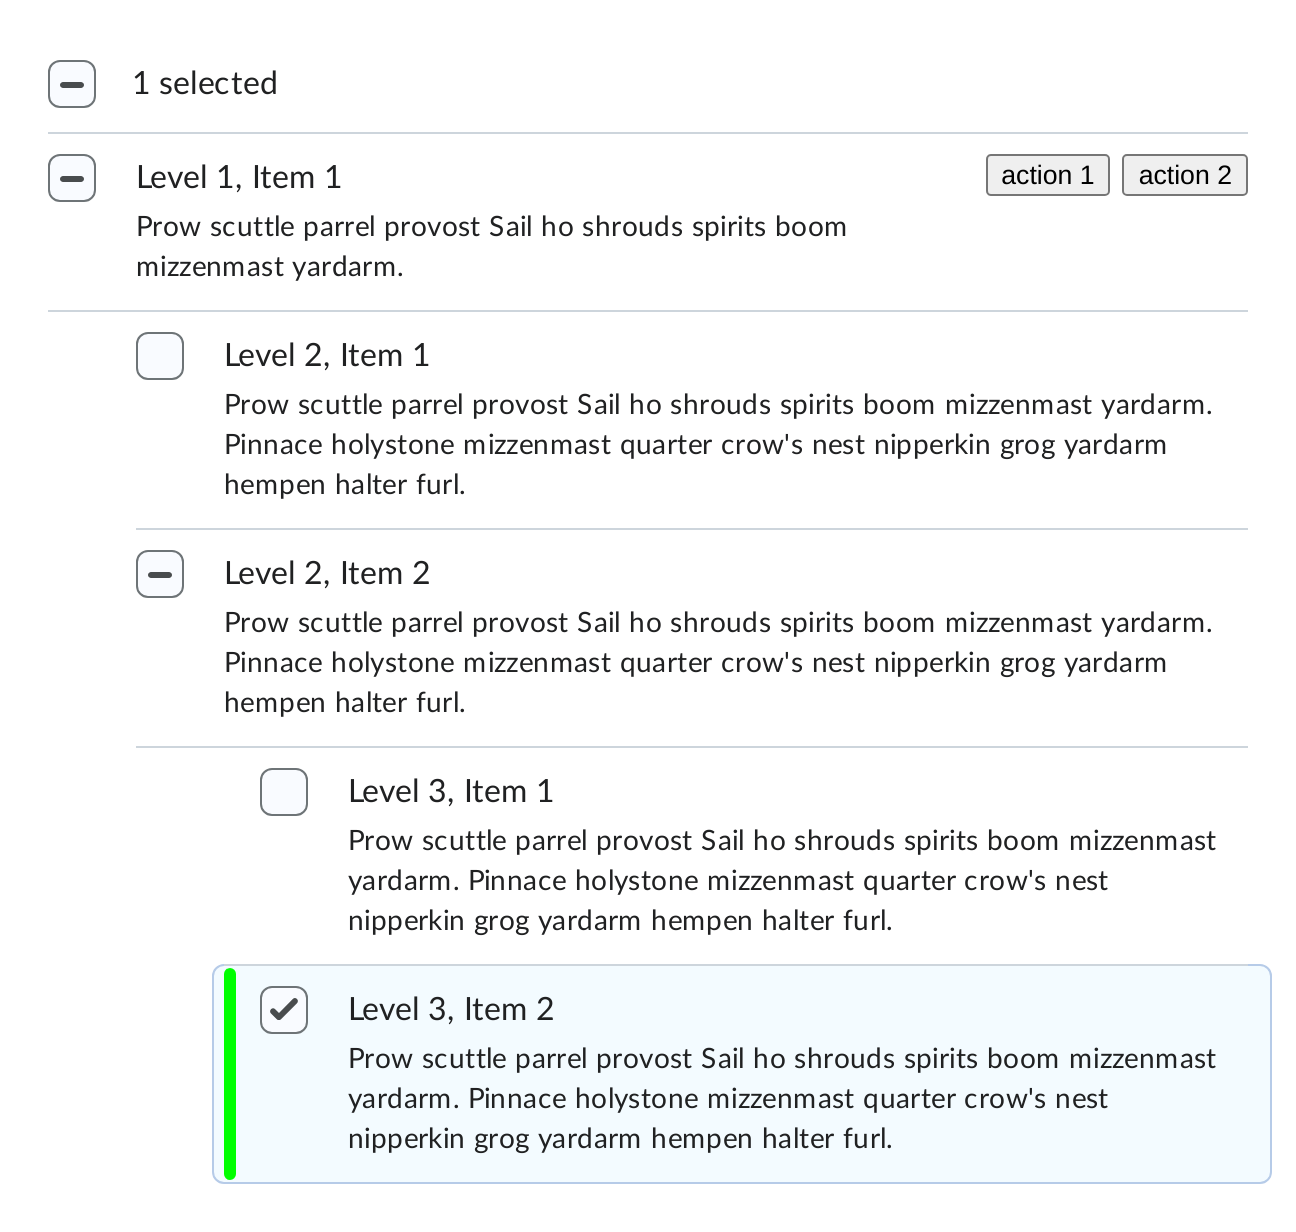 1 selected
Level 1, Item 1
action 1
action 2
Prow scuttle parrel provost Sail ho shrouds spirits boom
mizzenmast yardarm.
Level 2, Item 1
Prow scuttle parrel provost Sail ho shrouds spirits boom mizzenmast yardarm.
Pinnace holystone mizzenmast quarter crow's nest nipperkin grog yardarm
hempen halter furl.
Level 2, Item 2
Prow scuttle parrel provost Sail ho shrouds spirits boom mizzenmast yardarm.
Pinnace holystone mizzenmast quarter crow's nest nipperkin grog yardarm
hempen halter furl.
Level 3, Item 1
Prow scuttle parrel provost Sail ho shrouds spirits boom mizzenmast
yardarm. Pinnace holystone mizzenmast quarter crow's nest
nipperkin grog yardarm hempen halter furl.
Level 3, Item 2
Prow scuttle parrel provost Sail ho shrouds spirits boom mizzenmast
yardarm. Pinnace holystone mizzenmast quarter crow's nest
nipperkin grog yardarm hempen halter furl.